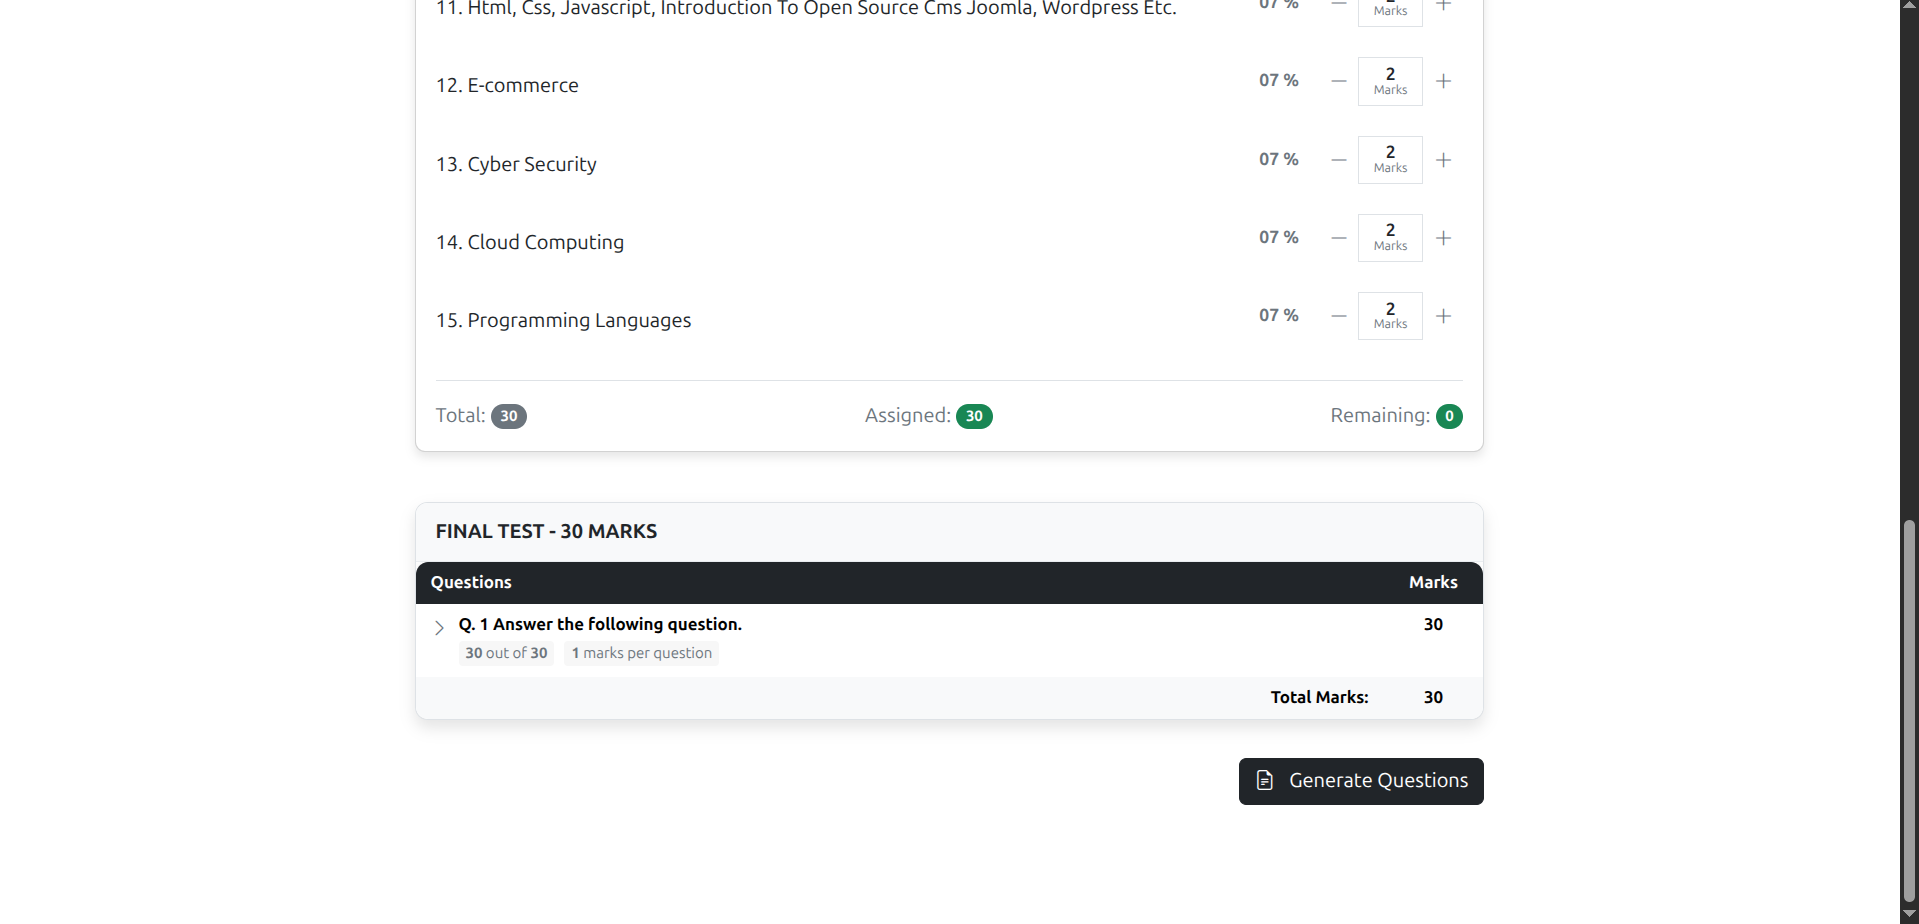 11. Html, Css, Javascript, Introduction To Open Source Cms Joomla, Wordpress Etc. 07 % Marks
12. E-commerce 07 % 2 Marks
13. Cyber Security 07 % 2 Marks
14. Cloud Computing 07 % 2 Marks
15. Programming Languages 07 % 2 Marks
Total: 30 Assigned: 30 Remaining: 0
FINAL TEST - 30 MARKS
Questions Marks
Q. 1 Answer the following question. 30
30 out of 30 1 marks per question
Total Marks: 30
Generate Questions